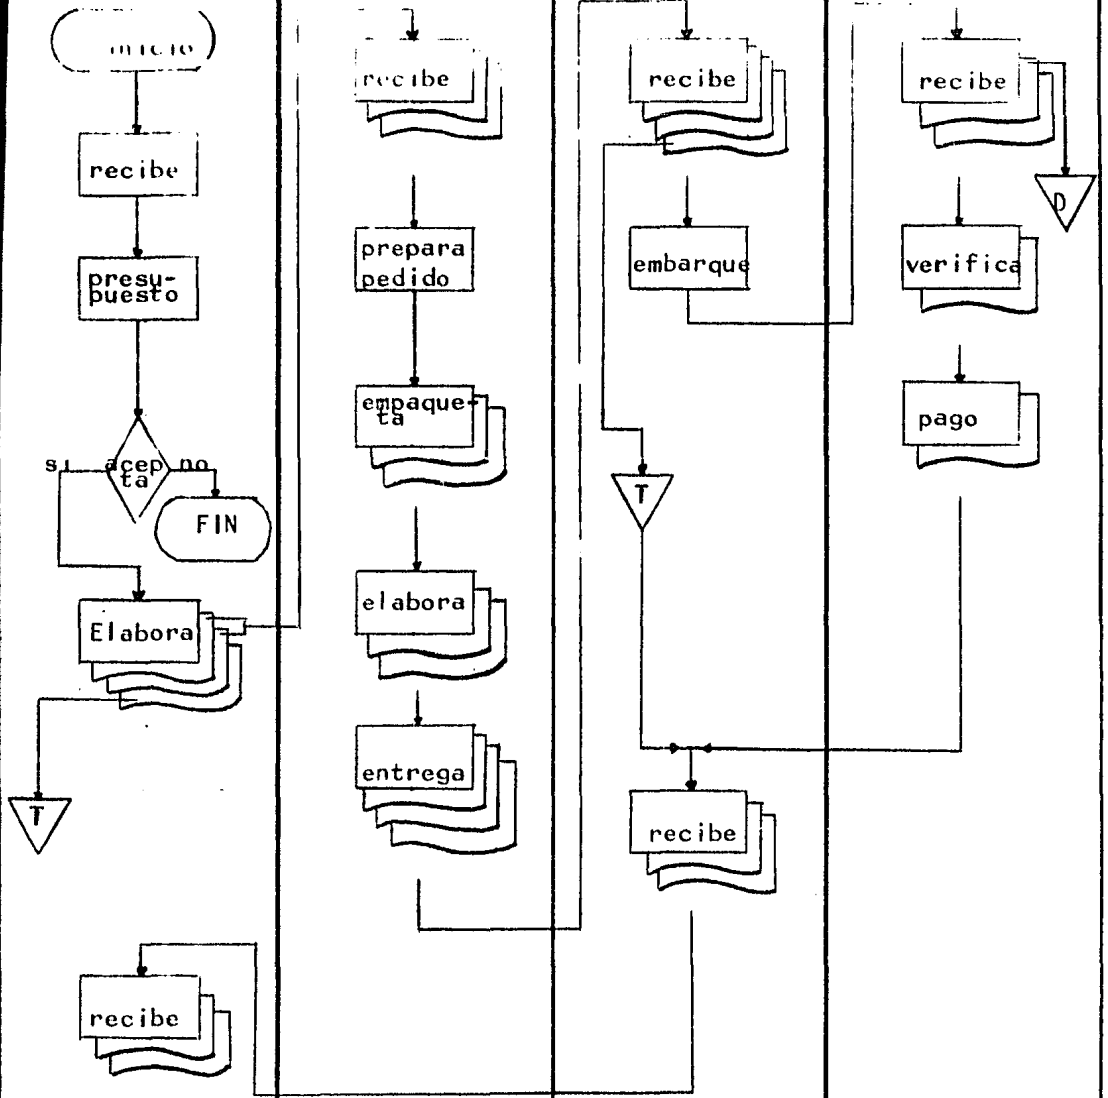 inicio
recibe
presu-
puesto
si acep no
ta
FIN
Elabora
T
recibe
recibe
prepara
pedido
empaque-
ta
elabora
entrega
recibe
embarque
T
recibe
recibe
D
verifica
pago